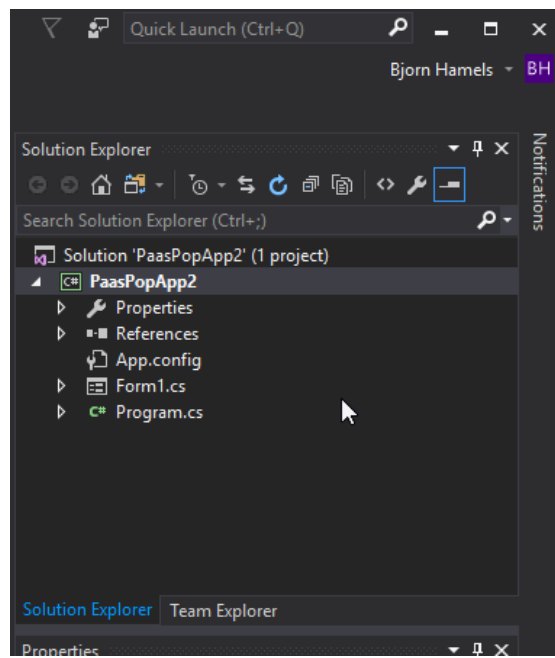 Quick Launch (Ctrl+Q)
Bjorn Hamels BH
Notifications
Solution Explorer
Search Solution Explorer (Ctrl+;)
Solution 'PaasPopApp2' (1 project)
C# PaasPopApp2
Properties
References
App.config
Form1.cs
C# Program.cs
Solution Explorer Team Explorer
Properties